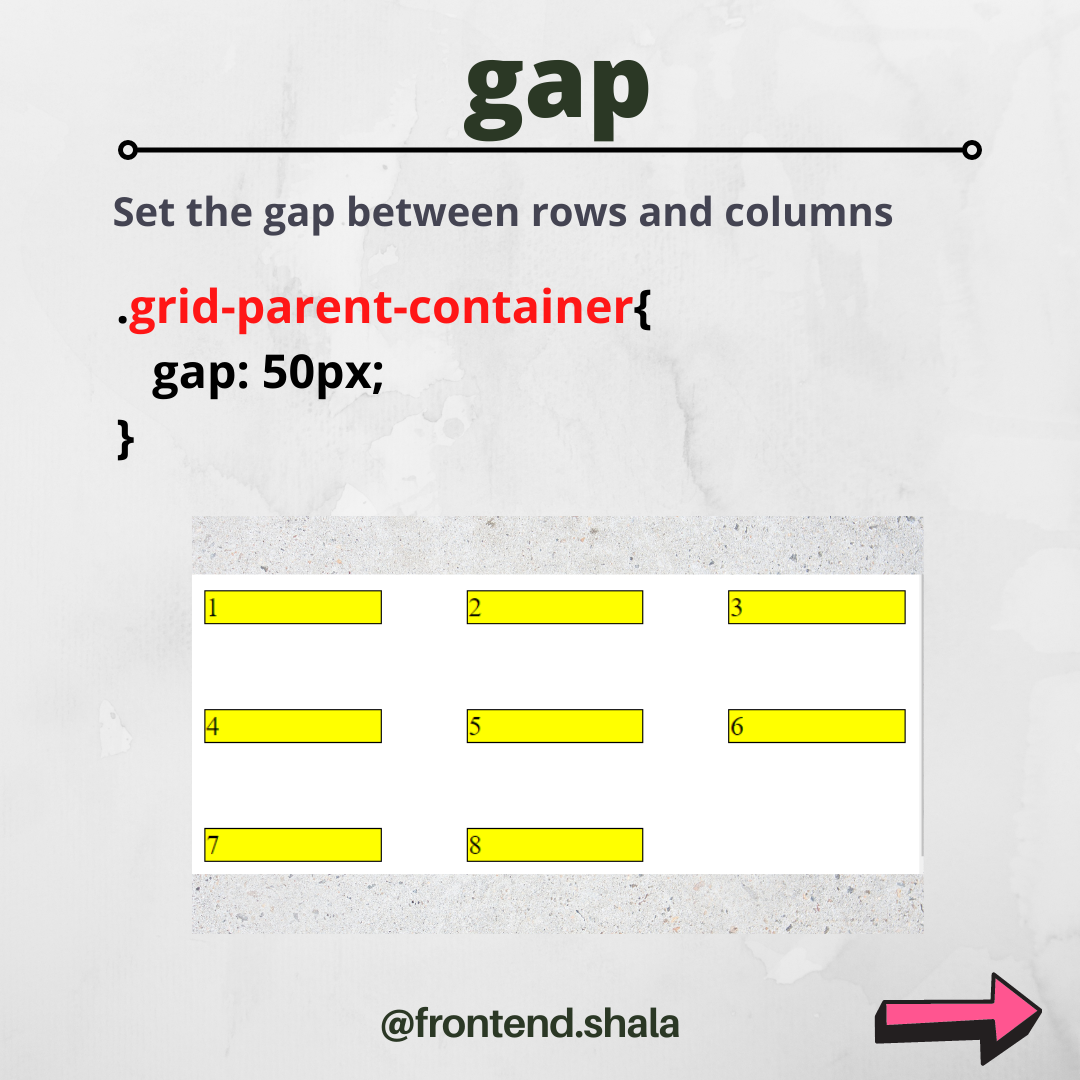 gap
Set the gap between rows and columns
.grid-parent-container{
gap: 50px;
}
1 2 3
4 5 6
7 8
@frontend.shala